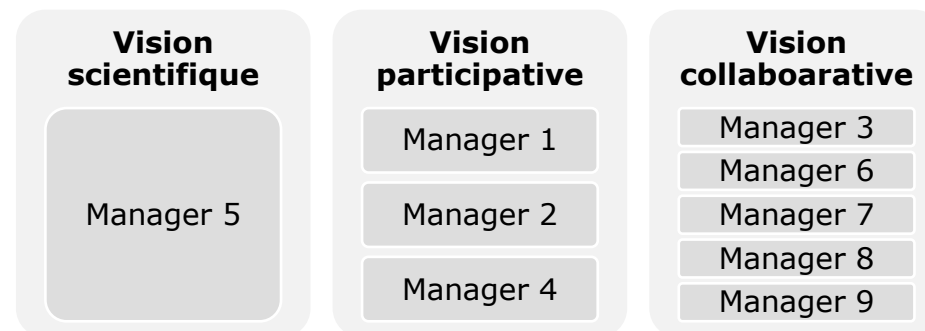 Vision
scientifique
Manager 5
Vision
participative
Manager 1
Manager 2
Manager 4
Vision
collaboarative
Manager 3
Manager 6
Manager 7
Manager 8
Manager 9